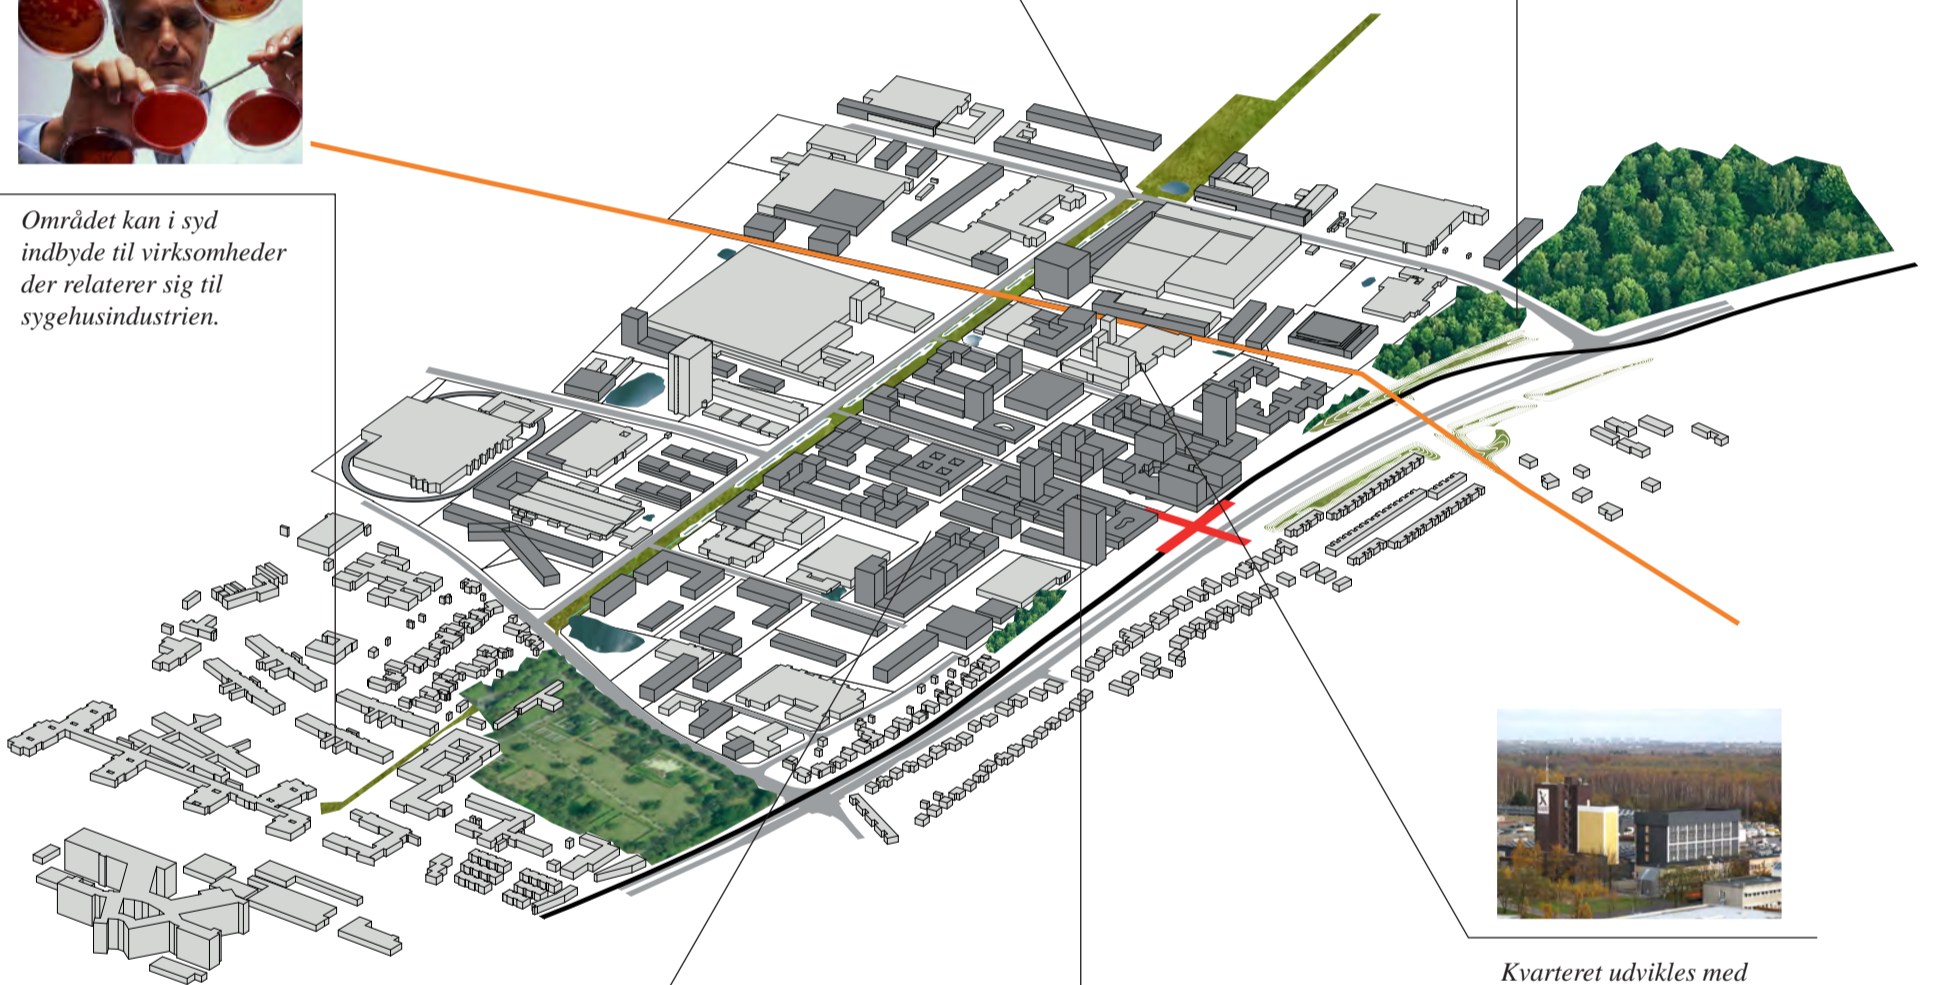 Området kan i syd
indbyde til virksomheder
der relaterer sig til
sygehusindustrien.
Kvarteret udvikles med